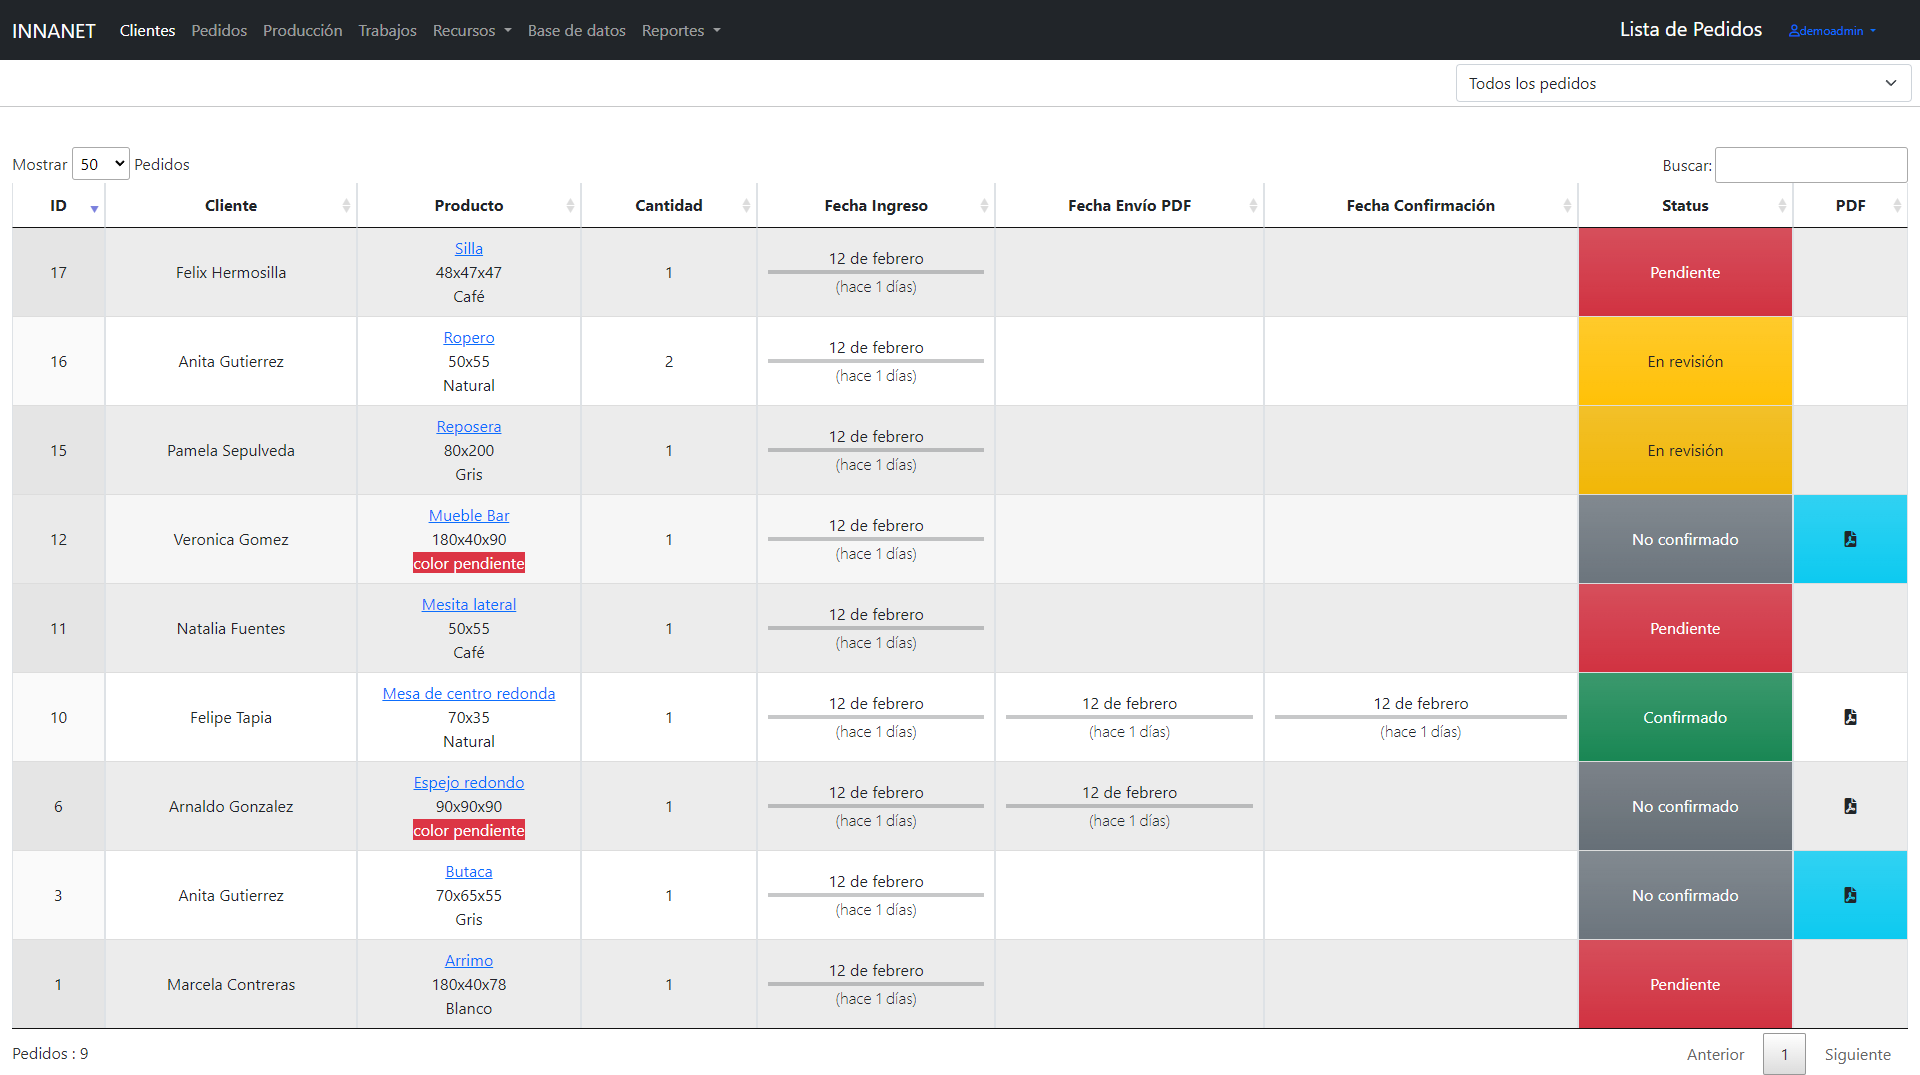 INNANET Clientes Pedidos Producción Trabajos Recursos Base de datos Reportes Lista de Pedidos demoadmin
Todos los pedidos
Mostrar 50 Pedidos Buscar:
ID Cliente Producto Cantidad Fecha Ingreso Fecha Envío PDF Fecha Confirmación Status PDF
17 Felix Hermosilla Silla 48x47x47 Café 1 12 de febrero (hace 1 días) Pendiente
16 Anita Gutierrez Ropero 50x55 Natural 2 12 de febrero (hace 1 días) En revisión
15 Pamela Sepulveda Reposera 80x200 Gris 1 12 de febrero (hace 1 días) En revisión
12 Veronica Gomez Mueble Bar 180x40x90 color pendiente 1 12 de febrero (hace 1 días) No confirmado
11 Natalia Fuentes Mesita lateral 50x55 Café 1 12 de febrero (hace 1 días) Pendiente
10 Felipe Tapia Mesa de centro redonda 70x35 Natural 1 12 de febrero (hace 1 días) 12 de febrero (hace 1 días) 12 de febrero (hace 1 días) Confirmado
6 Arnaldo Gonzalez Espejo redondo 90x90x90 color pendiente 1 12 de febrero (hace 1 días) 12 de febrero (hace 1 días) No confirmado
3 Anita Gutierrez Butaca 70x65x55 Gris 1 12 de febrero (hace 1 días) No confirmado
1 Marcela Contreras Arrimo 180x40x78 Blanco 1 12 de febrero (hace 1 días) Pendiente
Pedidos : 9 Anterior 1 Siguiente